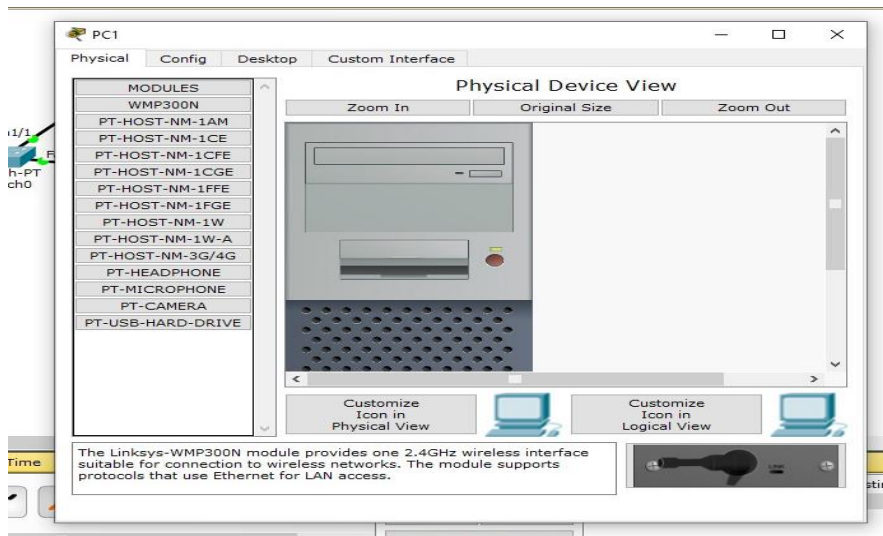 PC1
Physical Config Desktop Custom Interface
MODULES
WMP300N
PT-HOST-NM-1AM
PT-HOST-NM-1CE
PT-HOST-NM-1CFE
PT-HOST-NM-1CGE
PT-HOST-NM-1FFE
PT-HOST-NM-1FGE
PT-HOST-NM-1W
PT-HOST-NM-1W-A
PT-HOST-NM-3G/4G
PT-HEADPHONE
PT-MICROPHONE
PT-CAMERA
PT-USB-HARD-DRIVE
Physical Device View
Zoom In Original Size Zoom Out
Customize
Icon in
Physical View
Customize
Icon in
Logical View
The Linksys-WMP300N module provides one 2.4GHz wireless interface
suitable for connection to wireless networks. The module supports
protocols that use Ethernet for LAN access.
LINK
1/1
h-PT
ch0
Time